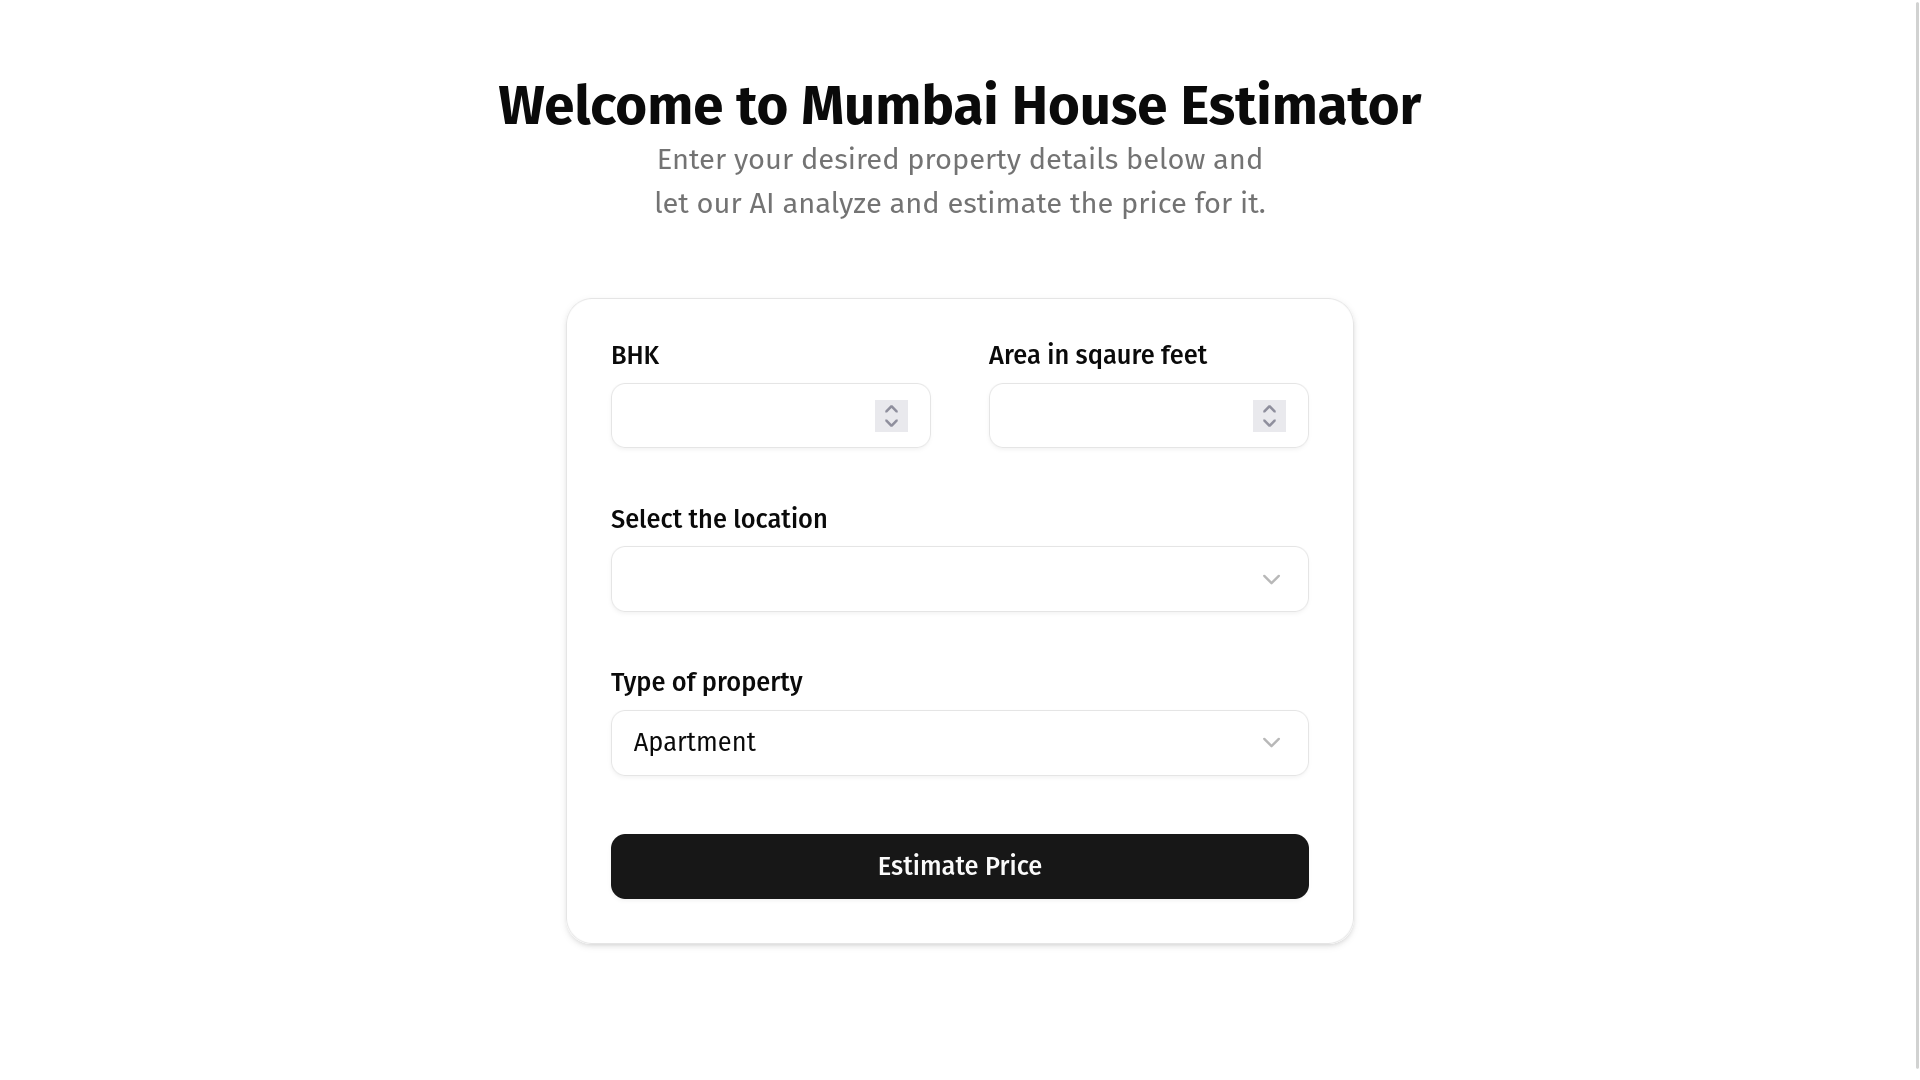 Welcome to Mumbai House Estimator
Enter your desired property details below and
let our AI analyze and estimate the price for it.
BHK
Area in sqaure feet
Select the location
Type of property
Apartment
Estimate Price